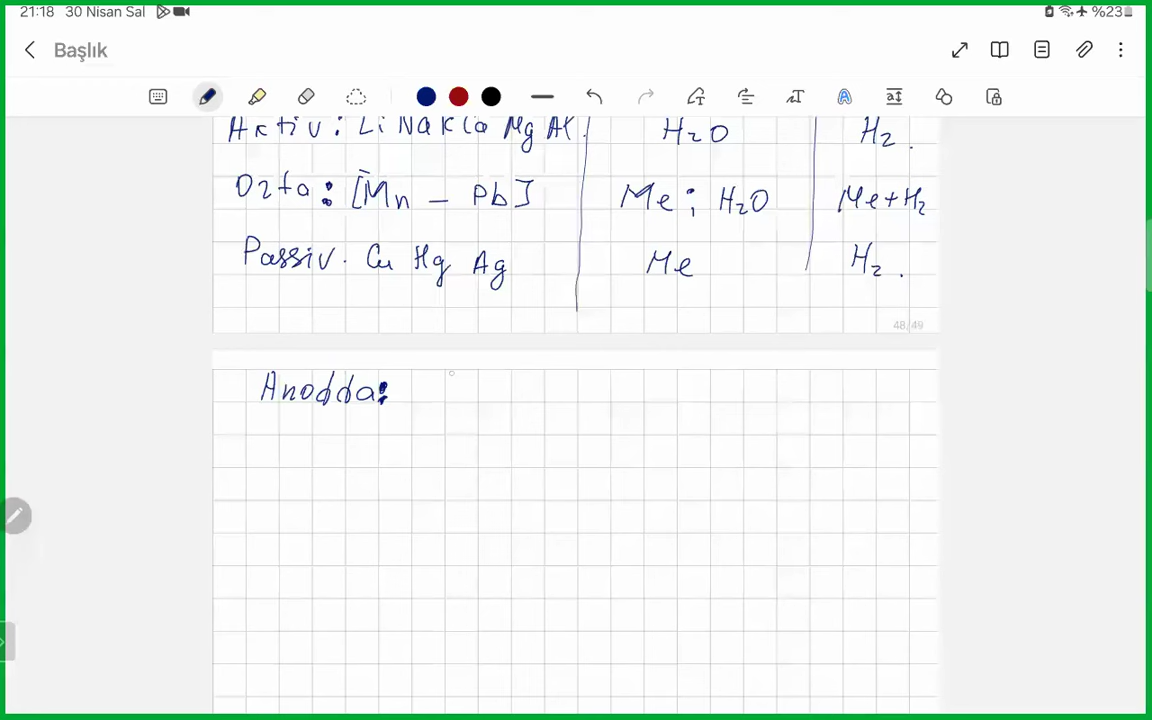 21:18 30 Nisan Sal %23
Başlık
Aktiv: Li Na K Ca Mg Al. H₂O H₂.
Orta: [Mn – Pb] Me; H₂O Me+H₂
Passiv. Cu Hg Ag Me H₂.
48/49
Anodda: